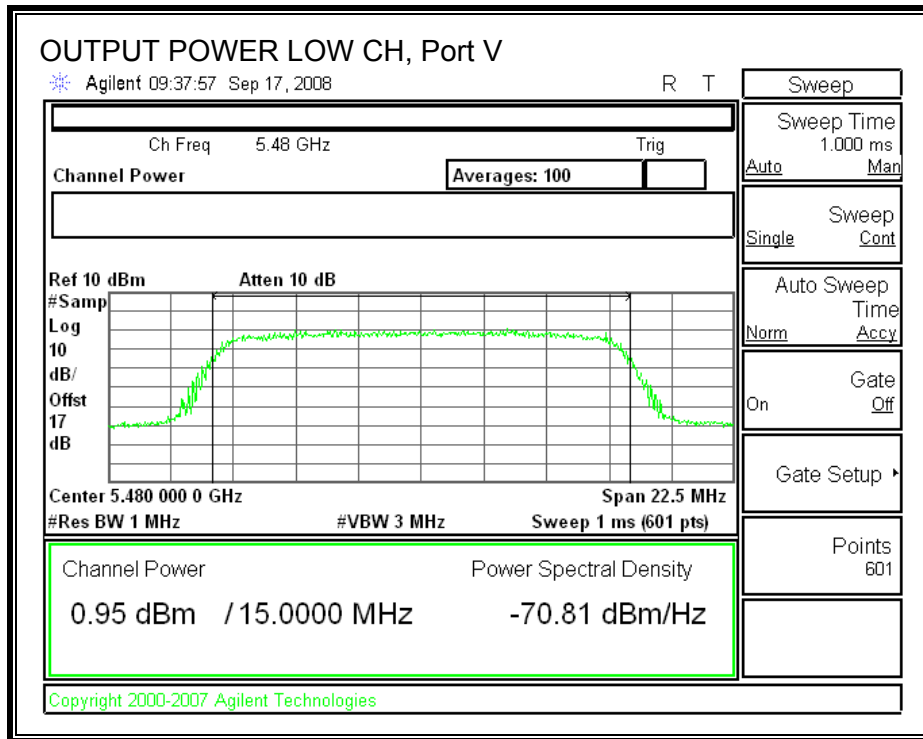 OUTPUT POWER LOW CH, Port V
Agilent 09:37:57 Sep 17, 2008 R T
Sweep
Ch Freq 5.48 GHz Trig
Channel Power Averages: 100
Sweep Time
1.000 ms
Auto Man
Sweep
Single Cont
Ref 10 dBm Atten 10 dB
Auto Sweep
Time
Norm Accy
#Samp
Log
10
dB/
Offst
17
dB
Gate
On Off
Gate Setup
Center 5.480 000 0 GHz Span 22.5 MHz
#Res BW 1 MHz #VBW 3 MHz Sweep 1 ms (601 pts)
Points
601
Channel Power Power Spectral Density
0.95 dBm / 15.0000 MHz -70.81 dBm/Hz
Copyright 2000-2007 Agilent Technologies